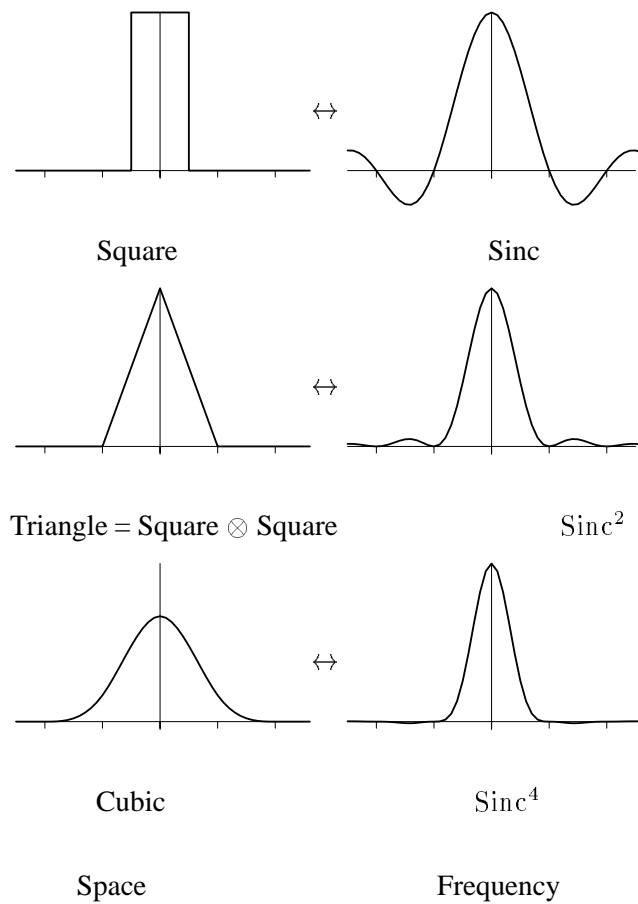 ↔
Square Sinc
↔
Triangle = Square ⊗ Square Sinc²
↔
Cubic Sinc⁴
Space Frequency